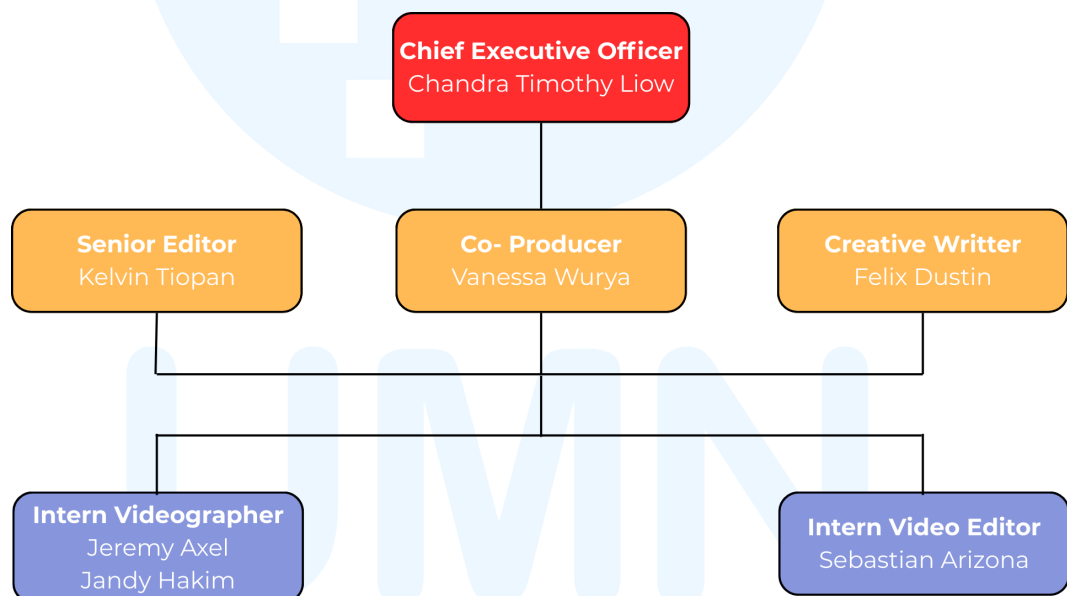 Chief Executive Officer
Chandra Timothy Liow
Senior Editor
Kelvin Tiopan
Co- Producer
Vanessa Wurya
Creative Writter
Felix Dustin
Intern Videographer
Jeremy Axel
Jandy Hakim
Intern Video Editor
Sebastian Arizona
UMN